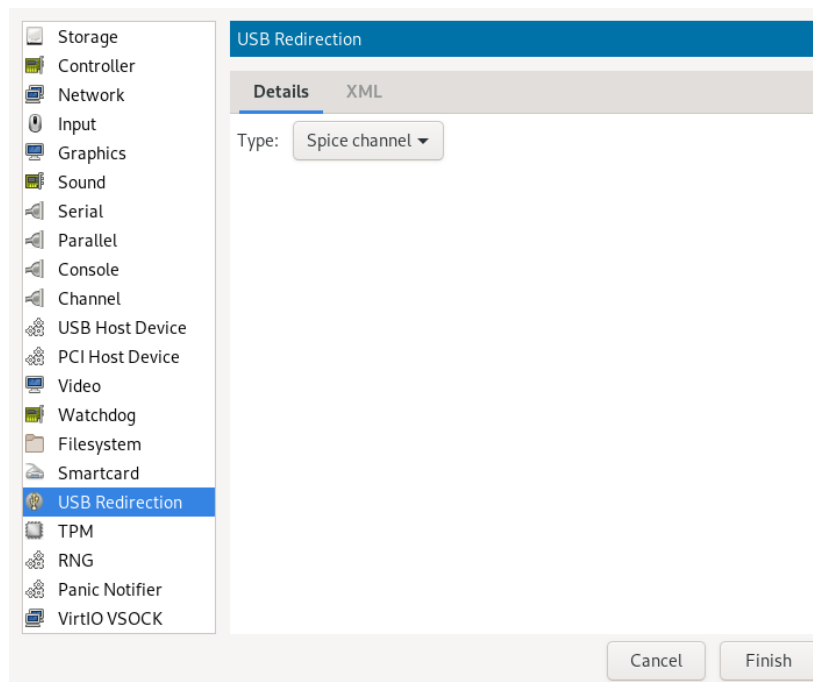 Storage
Controller
Network
Input
Graphics
Sound
Serial
Parallel
Console
Channel
USB Host Device
PCI Host Device
Video
Watchdog
Filesystem
Smartcard
USB Redirection
TPM
RNG
Panic Notifier
VirtIO VSOCK
USB Redirection
Details XML
Type: Spice channel
Cancel Finish